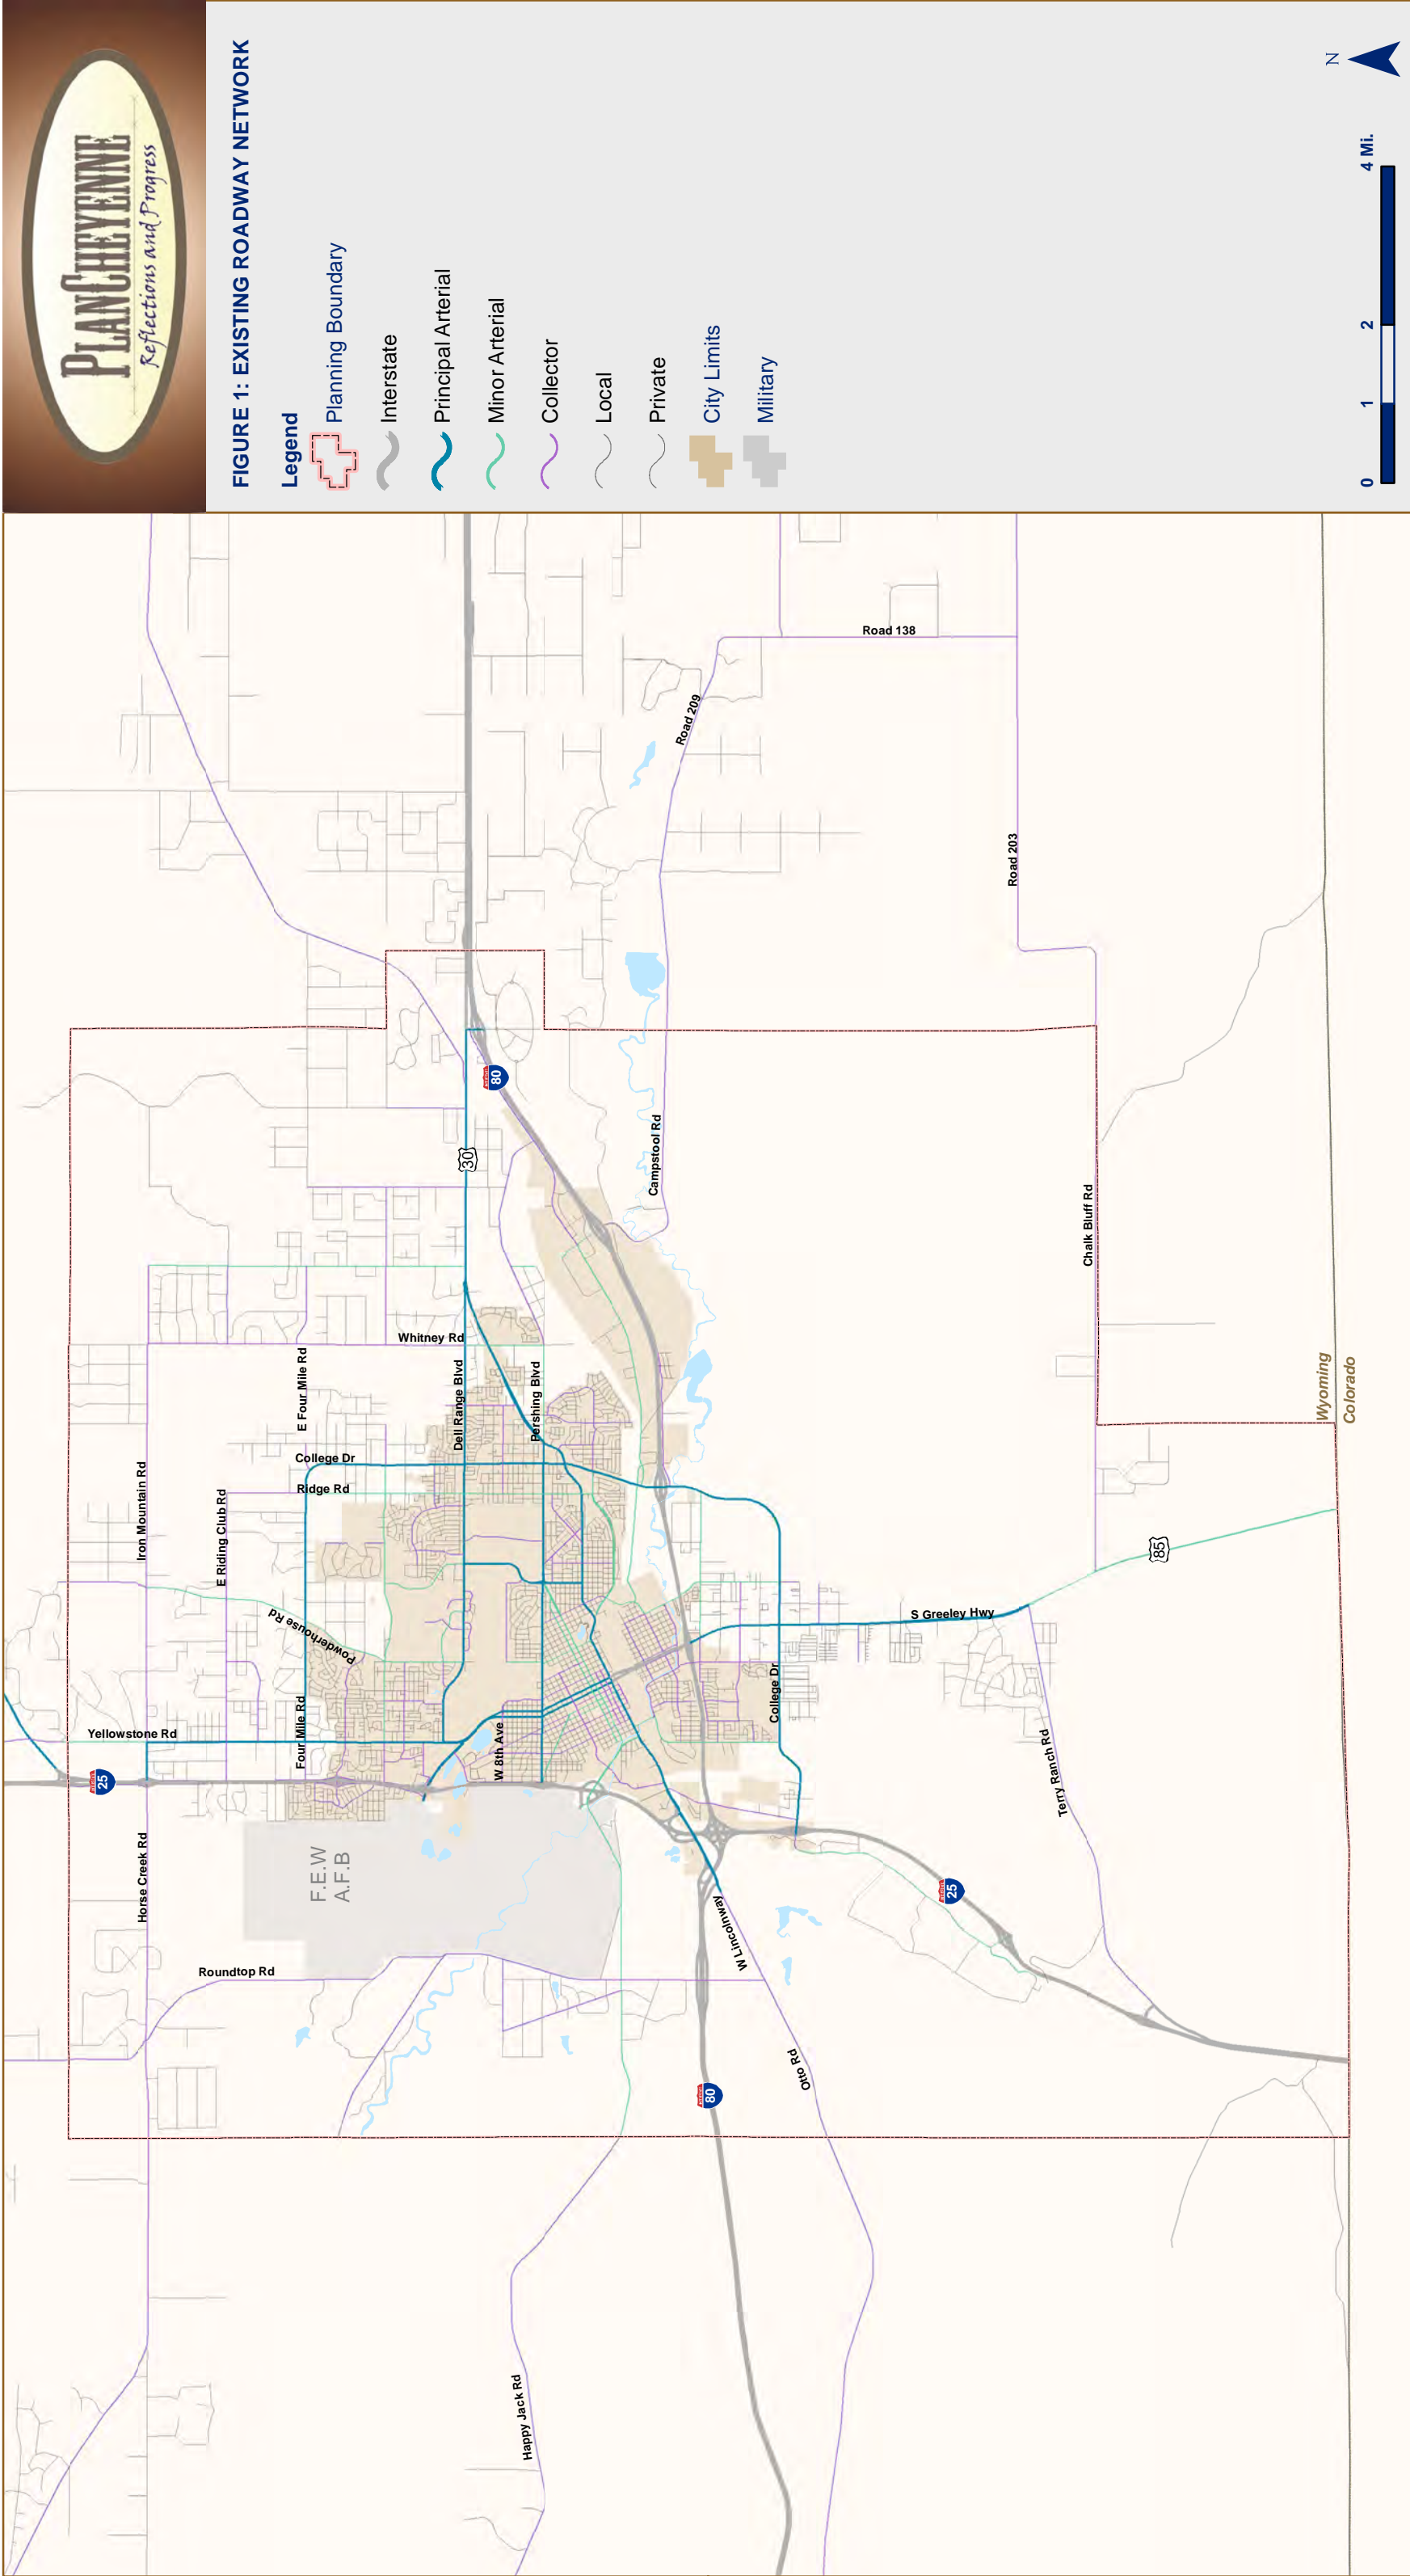 PLANCHEYENNE
Reflections and Progress
FIGURE 1: EXISTING ROADWAY NETWORK
Legend
Planning Boundary
Interstate
Principal Arterial
Minor Arterial
Collector
Local
Private
City Limits
Military
0 1 2 4 Mi.
N
Road 138
Road 209
Road 203
80
30
Campstool Rd
Chalk Bluff Rd
Whitney Rd
E Four Mile Rd
Dell Range Blvd
Pershing Blvd
Wyoming
Colorado
College Dr
Ridge Rd
Iron Mountain Rd
E Riding Club Rd
85
Powderhouse Rd
S Greeley Hwy
College Dr
Yellowstone Rd
Four Mile Rd
W 8th Ave
Terry Ranch Rd
25
Horse Creek Rd
F.E.W
A.F.B
25
W Lincolnway
Roundtop Rd
Otto Rd
80
Happy Jack Rd